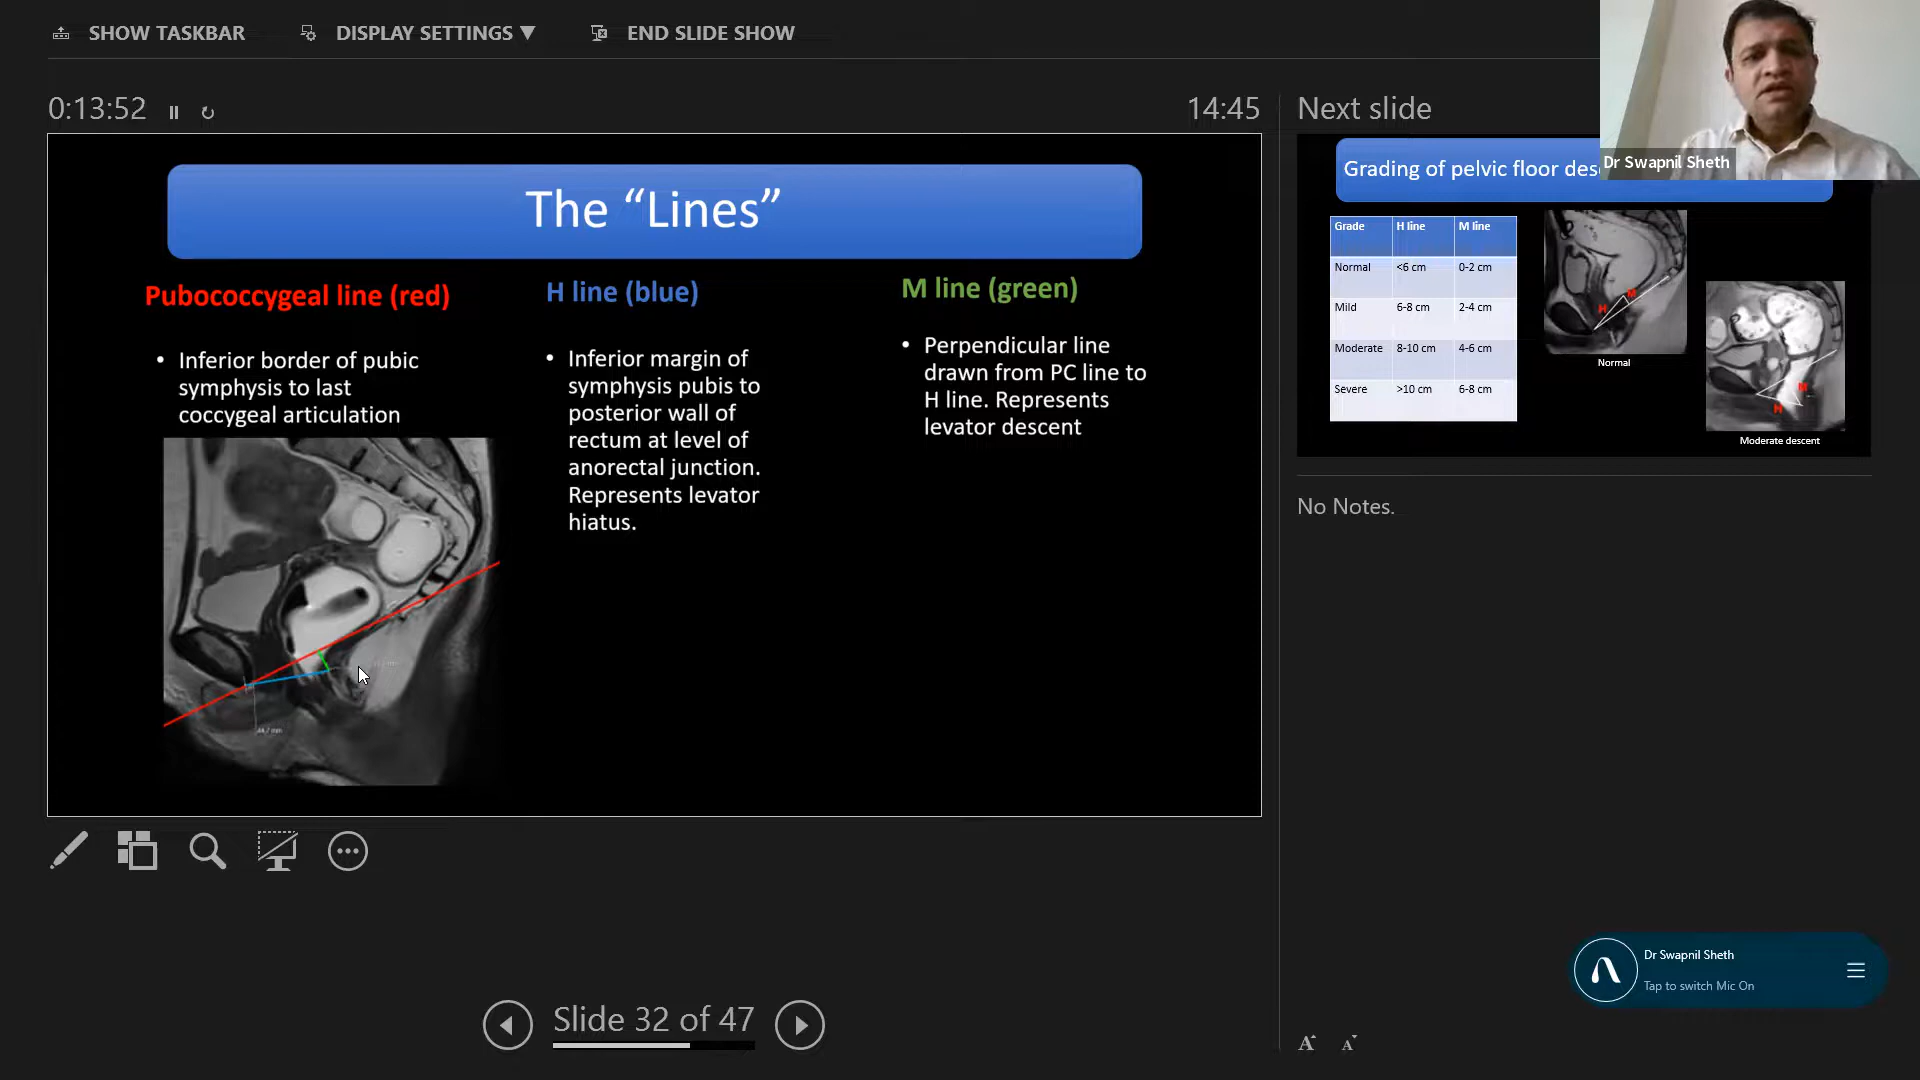 SHOW TASKBAR
DISPLAY SETTINGS ▼
END SLIDE SHOW
0:13:52
14:45
Next slide
Dr Swapnil Sheth
The “Lines”
Pubococcygeal line (red)
• Inferior border of pubic
symphysis to last
coccygeal articulation
H line (blue)
• Inferior margin of
symphysis pubis to
posterior wall of
rectum at level of
anorectal junction.
Represents levator
hiatus.
M line (green)
• Perpendicular line
drawn from PC line to
H line. Represents
levator descent
Grading of pelvic floor des
Grade H line M line
Normal <6 cm 0-2 cm
Mild 6-8 cm 2-4 cm
Moderate 8-10 cm 4-6 cm
Severe >10 cm 6-8 cm
H M
Normal
H M
Moderate descent
No Notes.
Dr Swapnil Sheth
Tap to switch Mic On
Slide 32 of 47
A A